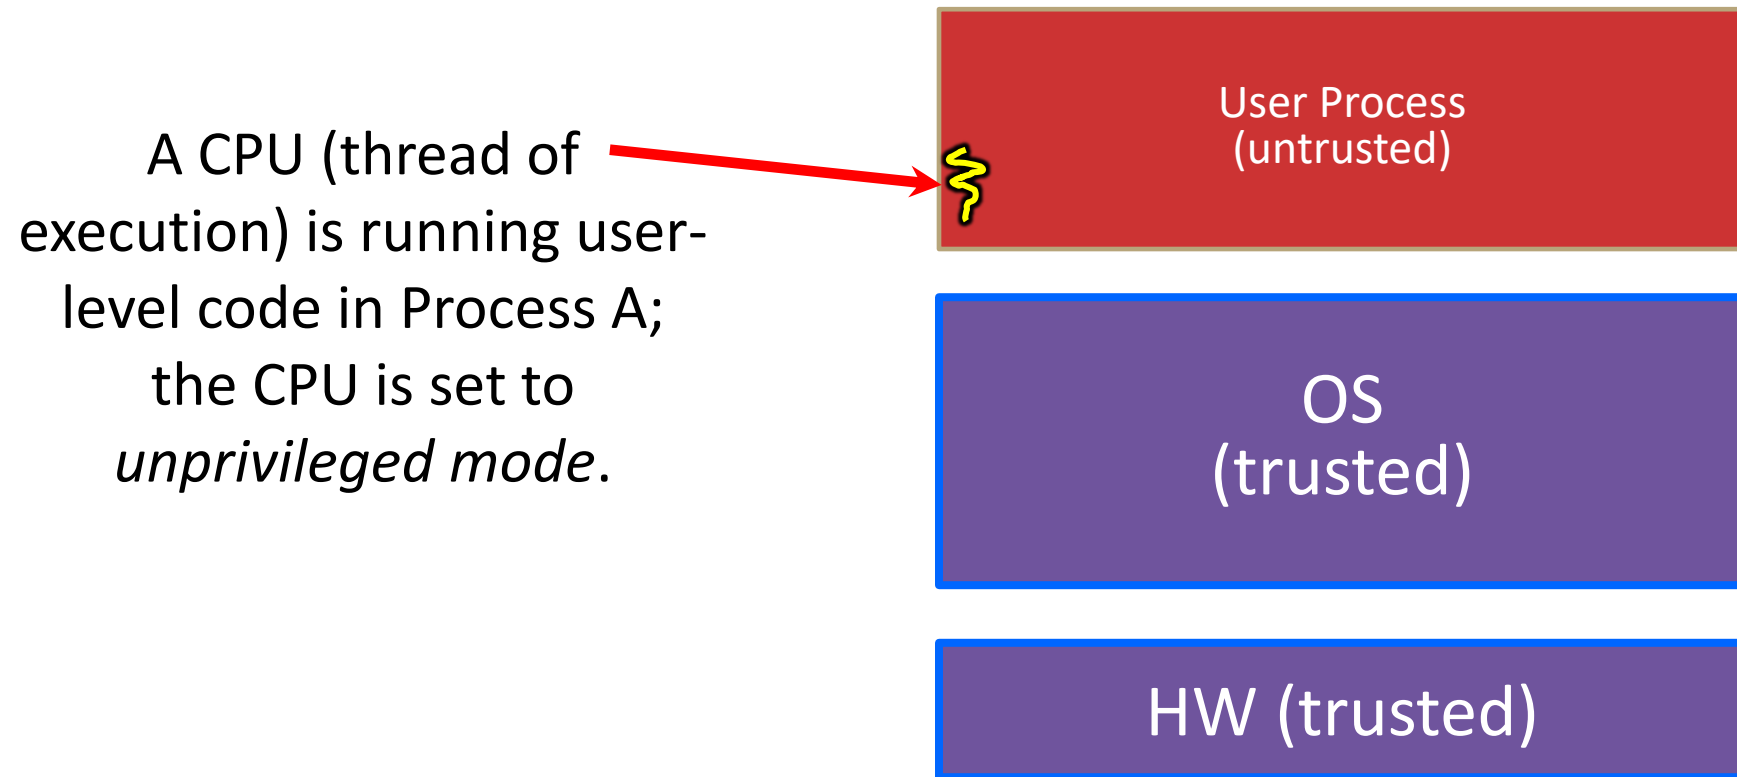 A CPU (thread of
execution) is running user-
level code in Process A;
the CPU is set to
unprivileged mode.
User Process
(untrusted)
OS
(trusted)
HW (trusted)